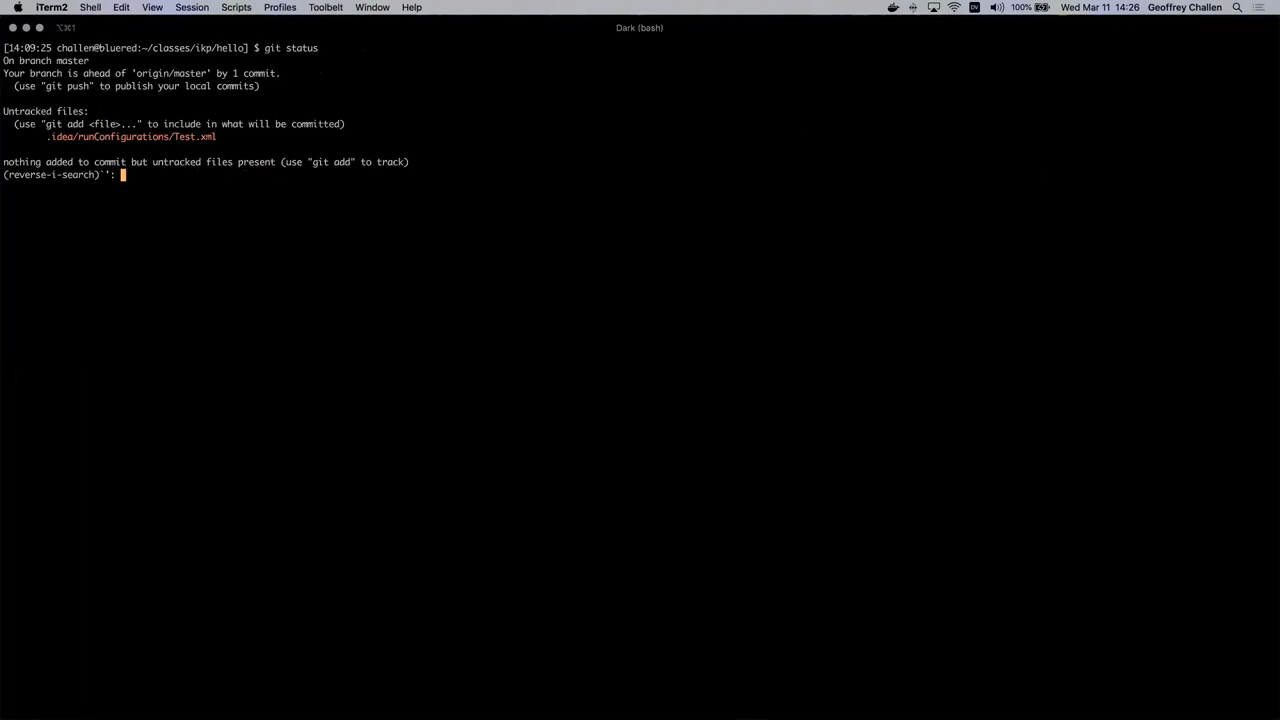 iTerm2 Shell Edit View Session Scripts Profiles Toolbelt Window Help DV 100% Wed Mar 11 14:26 Geoffrey Challen
⌥⌘1 Dark (bash)
[14:09:25 challen@bluered:~/classes/ikp/hello] $ git status
On branch master
Your branch is ahead of 'origin/master' by 1 commit.
  (use "git push" to publish your local commits)
Untracked files:
  (use "git add <file>..." to include in what will be committed)
        .idea/runConfigurations/Test.xml
nothing added to commit but untracked files present (use "git add" to track)
(reverse-i-search)`':